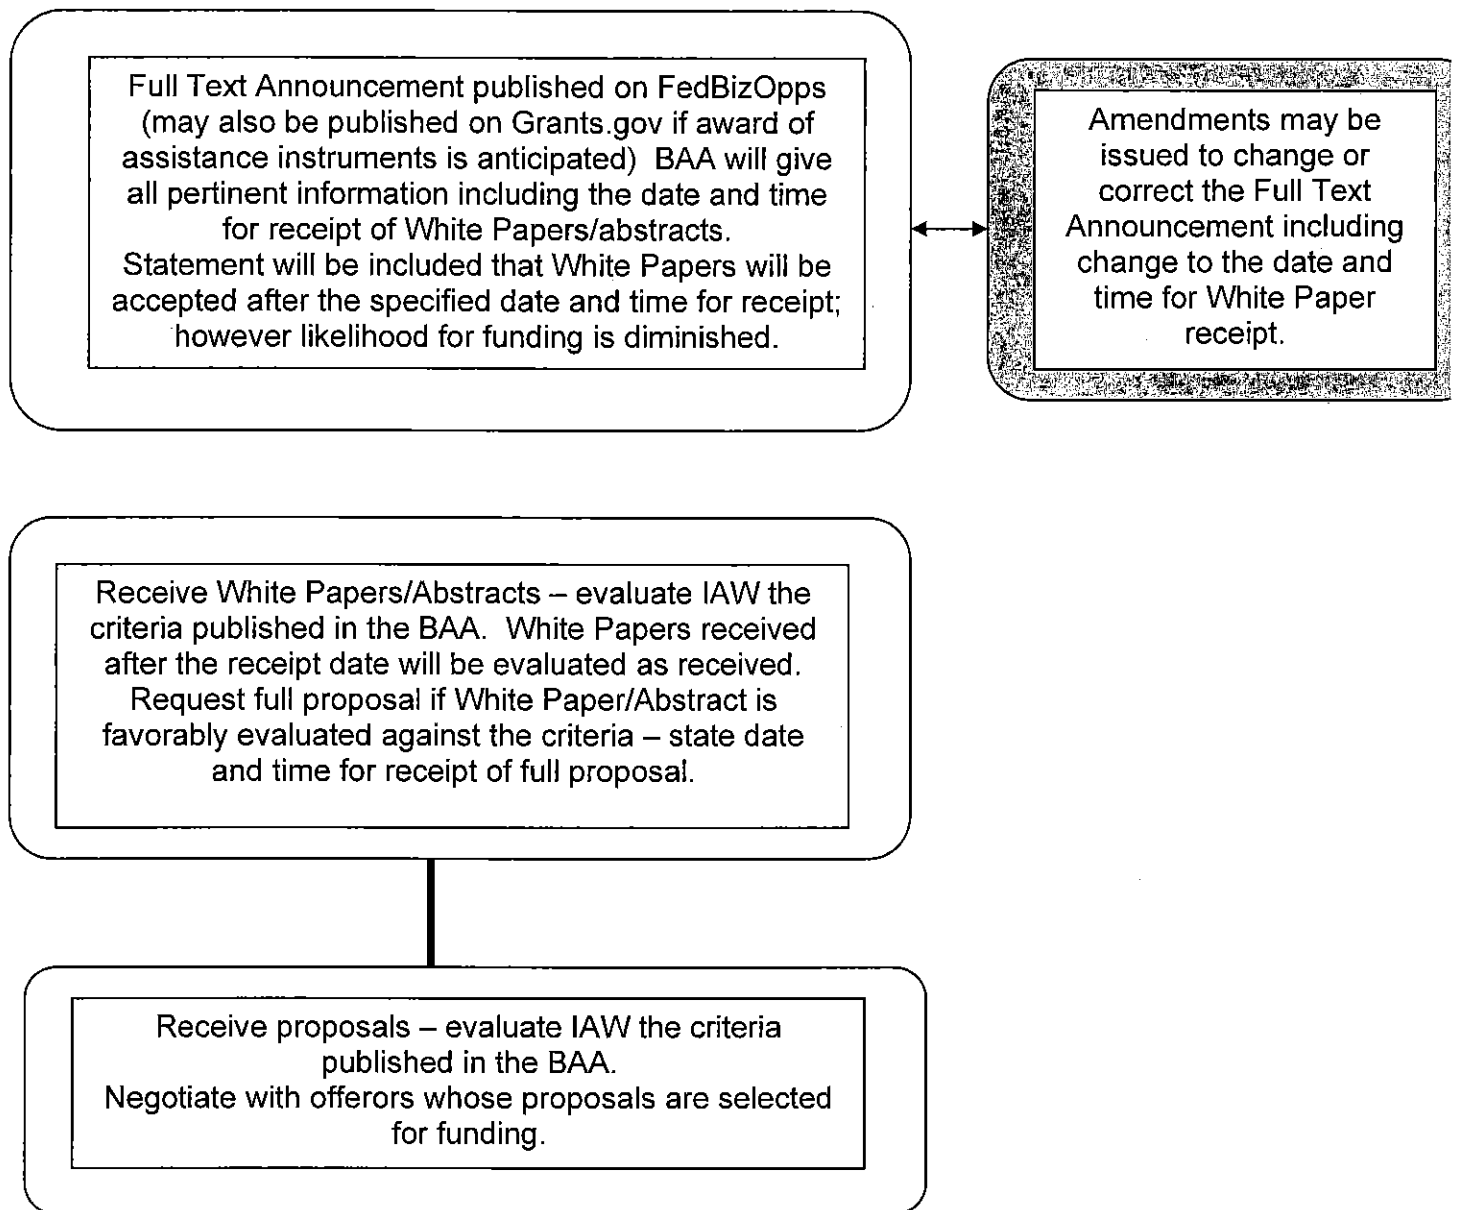 Full Text Announcement published on FedBizOpps
(may also be published on Grants.gov if award of
assistance instruments is anticipated)  BAA will give
all pertinent information including the date and time
for receipt of White Papers/abstracts.
Statement will be included that White Papers will be
accepted after the specified date and time for receipt;
however likelihood for funding is diminished.
Amendments may be
issued to change or
correct the Full Text
Announcement including
change to the date and
time for White Paper
receipt.
Receive White Papers/Abstracts – evaluate IAW the
criteria published in the BAA.  White Papers received
after the receipt date will be evaluated as received.
Request full proposal if White Paper/Abstract is
favorably evaluated against the criteria – state date
and time for receipt of full proposal.
Receive proposals – evaluate IAW the criteria
published in the BAA.
Negotiate with offerors whose proposals are selected
for funding.